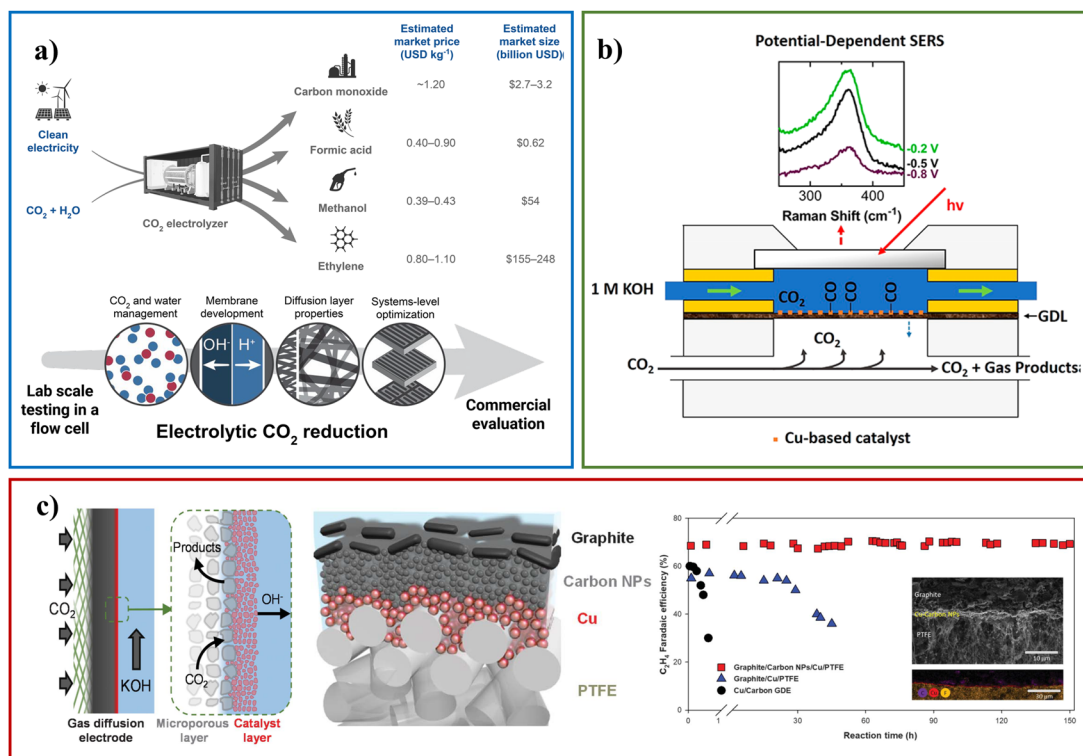 a)
Estimated
market price
(USD kg⁻¹)
Estimated
market size
(billion USD)
Clean
electricity
CO₂ + H₂O
CO₂ electrolyzer
Carbon monoxide
~1.20
$2.7–3.2
Formic acid
0.40–0.90
$0.62
Methanol
0.39–0.43
$54
Ethylene
0.80–1.10
$155–248
CO₂ and water
management
Membrane
development
Diffusion layer
properties
Systems-level
optimization
OH⁻
H⁺
Lab scale
testing in a
flow cell
Electrolytic CO₂ reduction
Commercial
evaluation
b)
Potential-Dependent SERS
-0.2 V
-0.5 V
-0.8 V
300
400
Raman Shift (cm⁻¹)
hν
1 M KOH
CO₂
CO
CO
CO
GDL
CO₂
CO₂
CO₂ + Gas Products
Cu-based catalyst
c)
CO₂
KOH
Products
CO₂
OH⁻
Gas diffusion
electrode
Microporous
layer
Catalyst
layer
Graphite
Carbon NPs
Cu
PTFE
C₂H₄ Faradaic efficiency (%)
80
60
40
20
0
0
1
30
60
90
120
150
Reaction time (h)
Graphite/Carbon NPs/Cu/PTFE
Graphite/Cu/PTFE
Cu/Carbon GDE
Graphite
Cu/Carbon NPs
PTFE
10 μm
20 μm